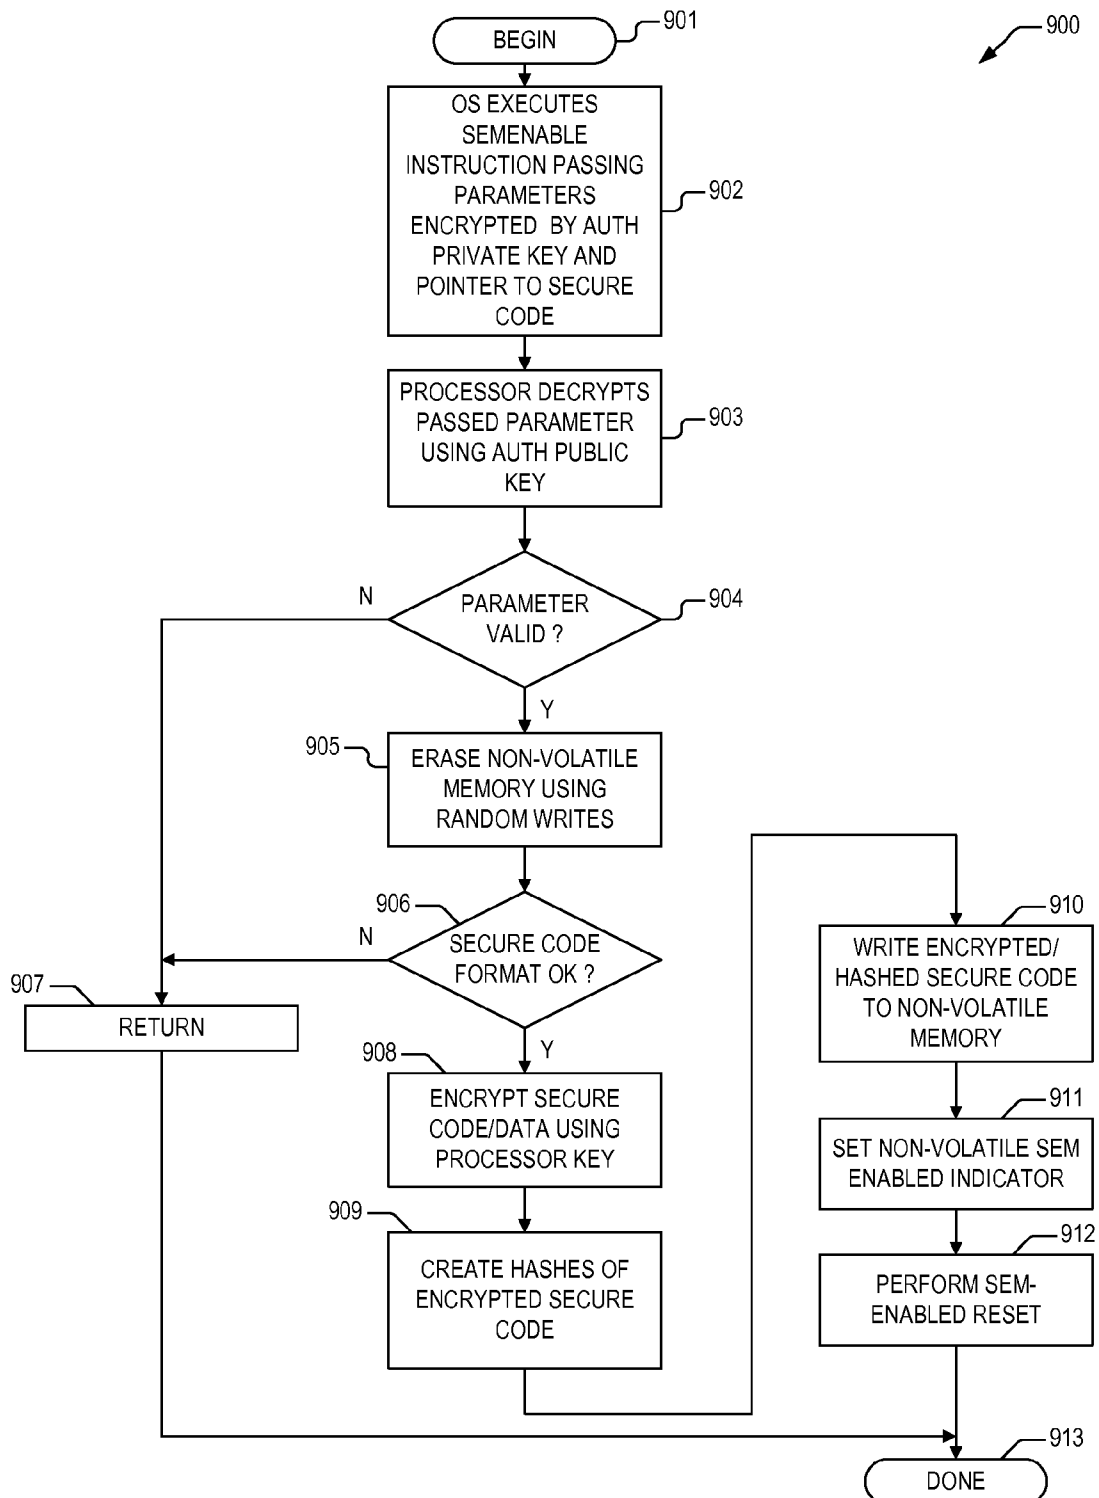 BEGIN
901
900
OS EXECUTES
SEMENABLE
INSTRUCTION PASSING
PARAMETERS
ENCRYPTED BY AUTH
PRIVATE KEY AND
POINTER TO SECURE
CODE
902
PROCESSOR DECRYPTS
PASSED PARAMETER
USING AUTH PUBLIC
KEY
903
N
PARAMETER
VALID ?
904
Y
905
ERASE NON-VOLATILE
MEMORY USING
RANDOM WRITES
906
N
SECURE CODE
FORMAT OK ?
907
RETURN
Y
908
ENCRYPT SECURE
CODE/DATA USING
PROCESSOR KEY
909
CREATE HASHES OF
ENCRYPTED SECURE
CODE
910
WRITE ENCRYPTED/
HASHED SECURE CODE
TO NON-VOLATILE
MEMORY
911
SET NON-VOLATILE SEM
ENABLED INDICATOR
912
PERFORM SEM-
ENABLED RESET
913
DONE